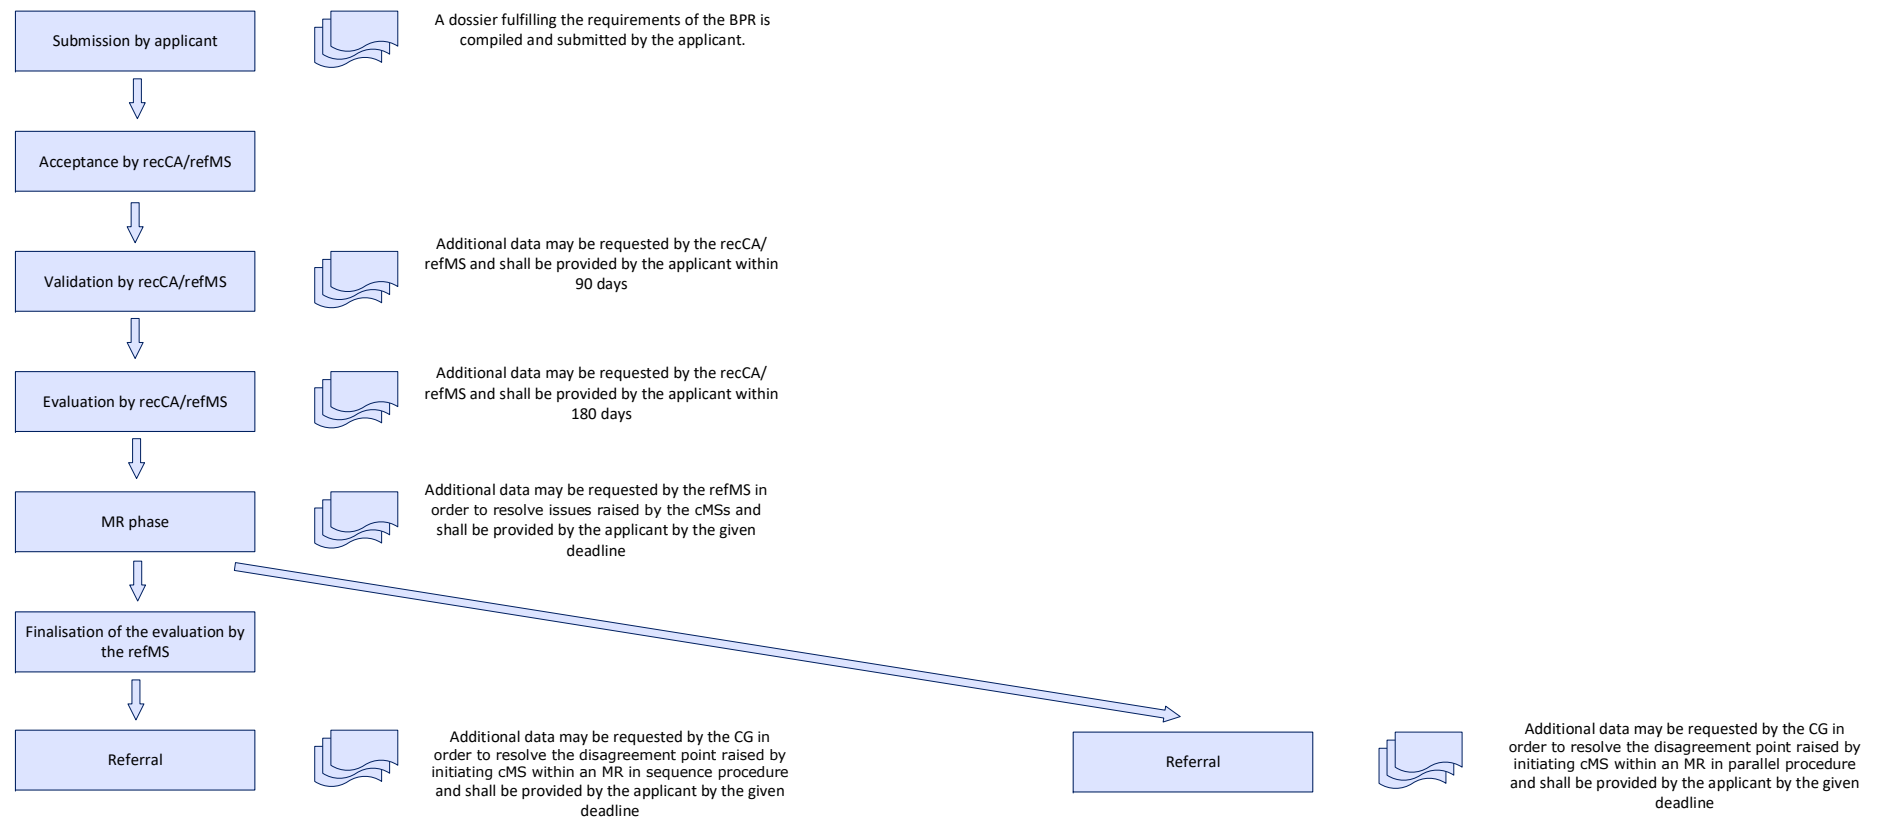 Submission by applicant
A dossier fulfilling the requirements of the BPR is
compiled and submitted by the applicant.
Acceptance by recCA/refMS
Validation by recCA/refMS
Additional data may be requested by the recCA/
refMS and shall be provided by the applicant within
90 days
Evaluation by recCA/refMS
Additional data may be requested by the recCA/
refMS and shall be provided by the applicant within
180 days
MR phase
Additional data may be requested by the refMS in
order to resolve issues raised by the cMSs and
shall be provided by the applicant by the given
deadline
Finalisation of the evaluation by
the refMS
Referral
Additional data may be requested by the CG in
order to resolve the disagreement point raised by
initiating cMS within an MR in sequence procedure
and shall be provided by the applicant by the given
deadline
Referral
Additional data may be requested by the CG in
order to resolve the disagreement point raised by
initiating cMS within an MR in parallel procedure
and shall be provided by the applicant by the given
deadline